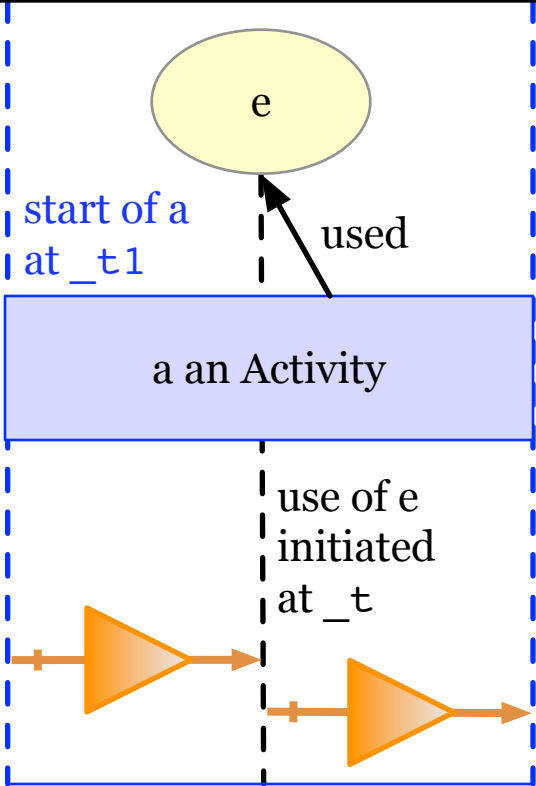 e
start of a
at _t1
used
a an Activity
use of e
initiated
at _t